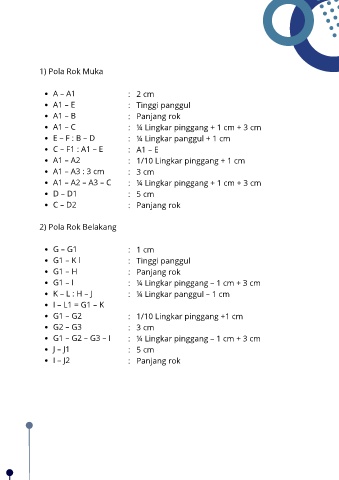 1) Pola Rok Muka
• A – A1 : 2 cm
• A1 – E : Tinggi panggul
• A1 – B : Panjang rok
• A1 – C : ¼ Lingkar pinggang + 1 cm + 3 cm
• E – F : B – D : ¼ Lingkar panggul + 1 cm
• C – F1 : A1 – E : A1 – E
• A1 – A2 : 1/10 Lingkar pinggang + 1 cm
• A1 – A3 : 3 cm : 3 cm
• A1 – A2 – A3 – C : ¼ Lingkar pinggang + 1 cm + 3 cm
• D – D1 : 5 cm
• C – D2 : Panjang rok
2) Pola Rok Belakang
• G – G1 : 1 cm
• G1 – K l : Tinggi panggul
• G1 – H : Panjang rok
• G1 – I : ¼ Lingkar pinggang – 1 cm + 3 cm
• K – L : H – J : ¼ Lingkar panggul – 1 cm
• I – L1 = G1 – K
• G1 – G2 : 1/10 Lingkar pinggang +1 cm
• G2 – G3 : 3 cm
• G1 – G2 – G3 – I : ¼ Lingkar pinggang – 1 cm + 3 cm
• J – J1 : 5 cm
• I – J2 : Panjang rok